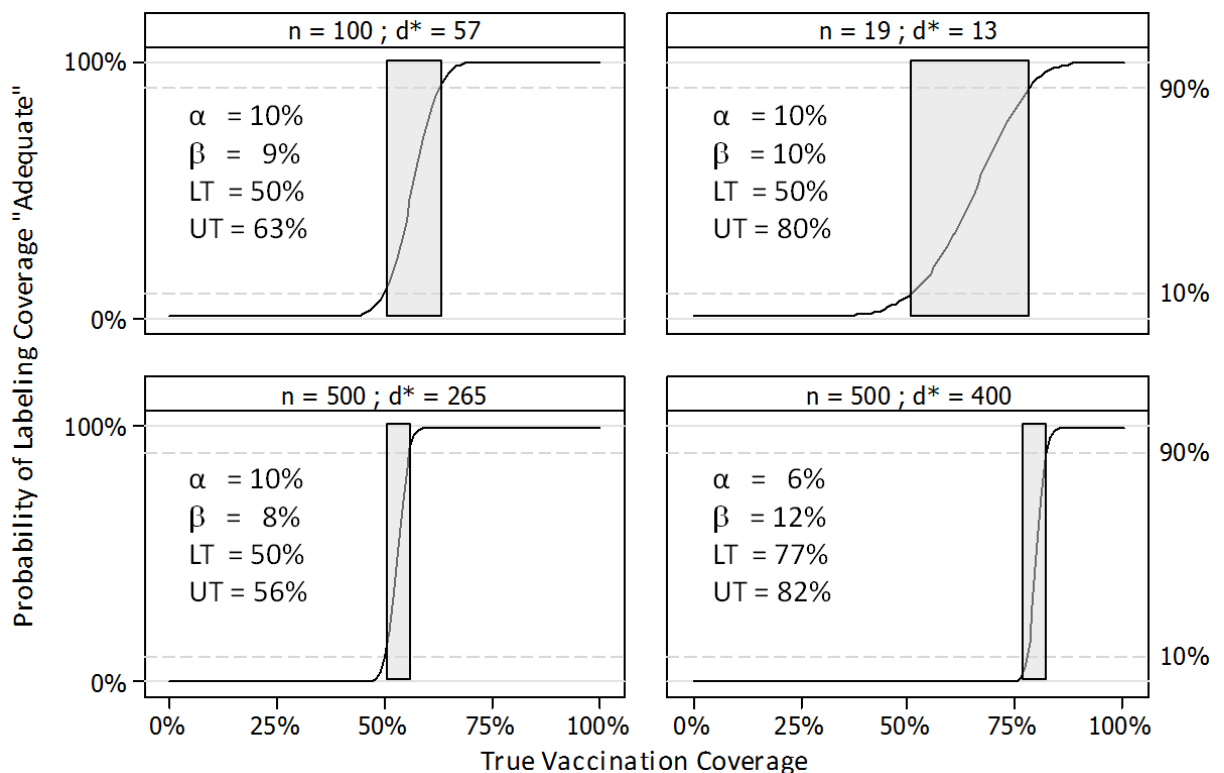 Probability of Labeling Coverage "Adequate"
n = 100 ; d* = 57
100%
0%
α = 10%
β = 9%
LT = 50%
UT = 63%
n = 19 ; d* = 13
α = 10%
β = 10%
LT = 50%
UT = 80%
90%
10%
n = 500 ; d* = 265
100%
0%
α = 10%
β = 8%
LT = 50%
UT = 56%
0% 25% 50% 75% 100%
n = 500 ; d* = 400
α = 6%
β = 12%
LT = 77%
UT = 82%
90%
10%
0% 25% 50% 75% 100%
True Vaccination Coverage